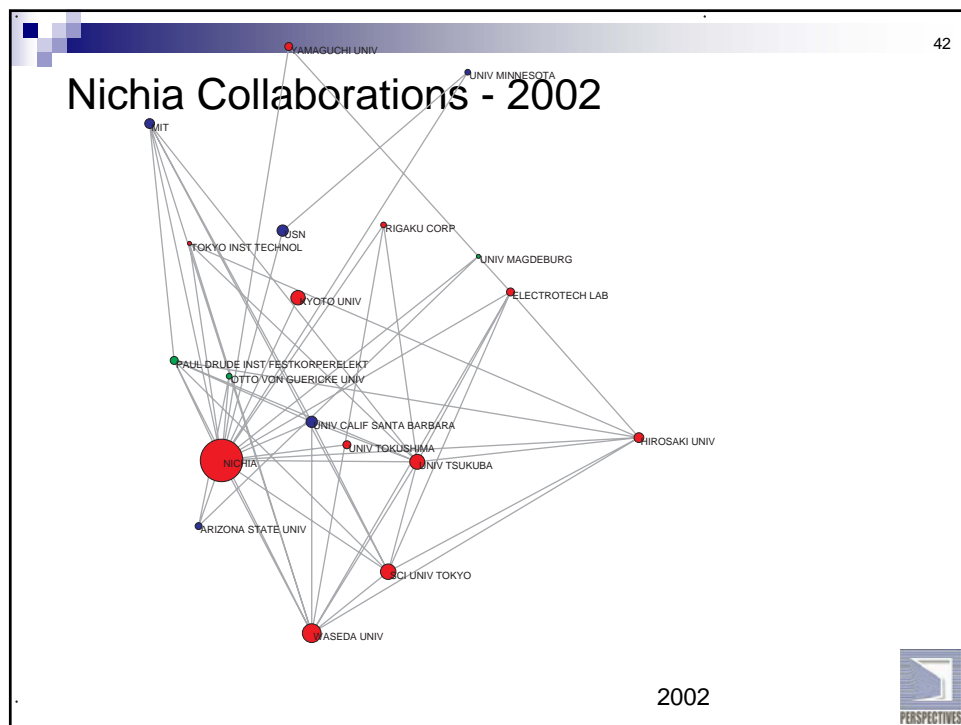 42
YAMAGUCHI UNIV
UNIV MINNESOTA
Nichia Collaborations - 2002
MIT
USN
RIGAKU CORP
TOKYO INST TECHNOL
UNIV MAGDEBURG
ELECTROTECH LAB
KYOTO UNIV
PAUL DRUDE INST FESTKORPERELEKT
OTTO VON GUERICKE UNIV
UNIV CALIF SANTA BARBARA
HIROSAKI UNIV
UNIV TOKUSHIMA
NICHIA
UNIV TSUKUBA
ARIZONA STATE UNIV
SCI UNIV TOKYO
WASEDA UNIV
2002
PERSPECTIVES